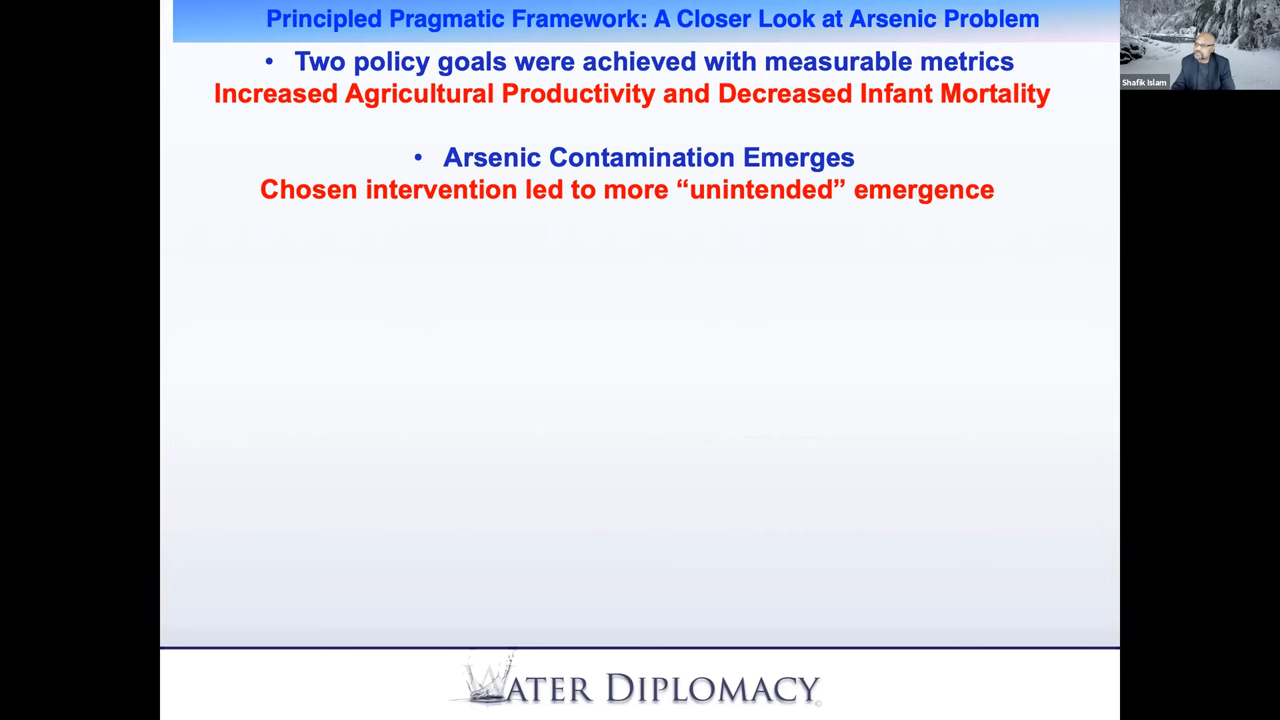 Principled Pragmatic Framework: A Closer Look at Arsenic Problem
• Two policy goals were achieved with measurable metrics
Increased Agricultural Productivity and Decreased Infant Mortality
• Arsenic Contamination Emerges
Chosen intervention led to more “unintended” emergence
Shafik Islam
WATER DIPLOMACY©